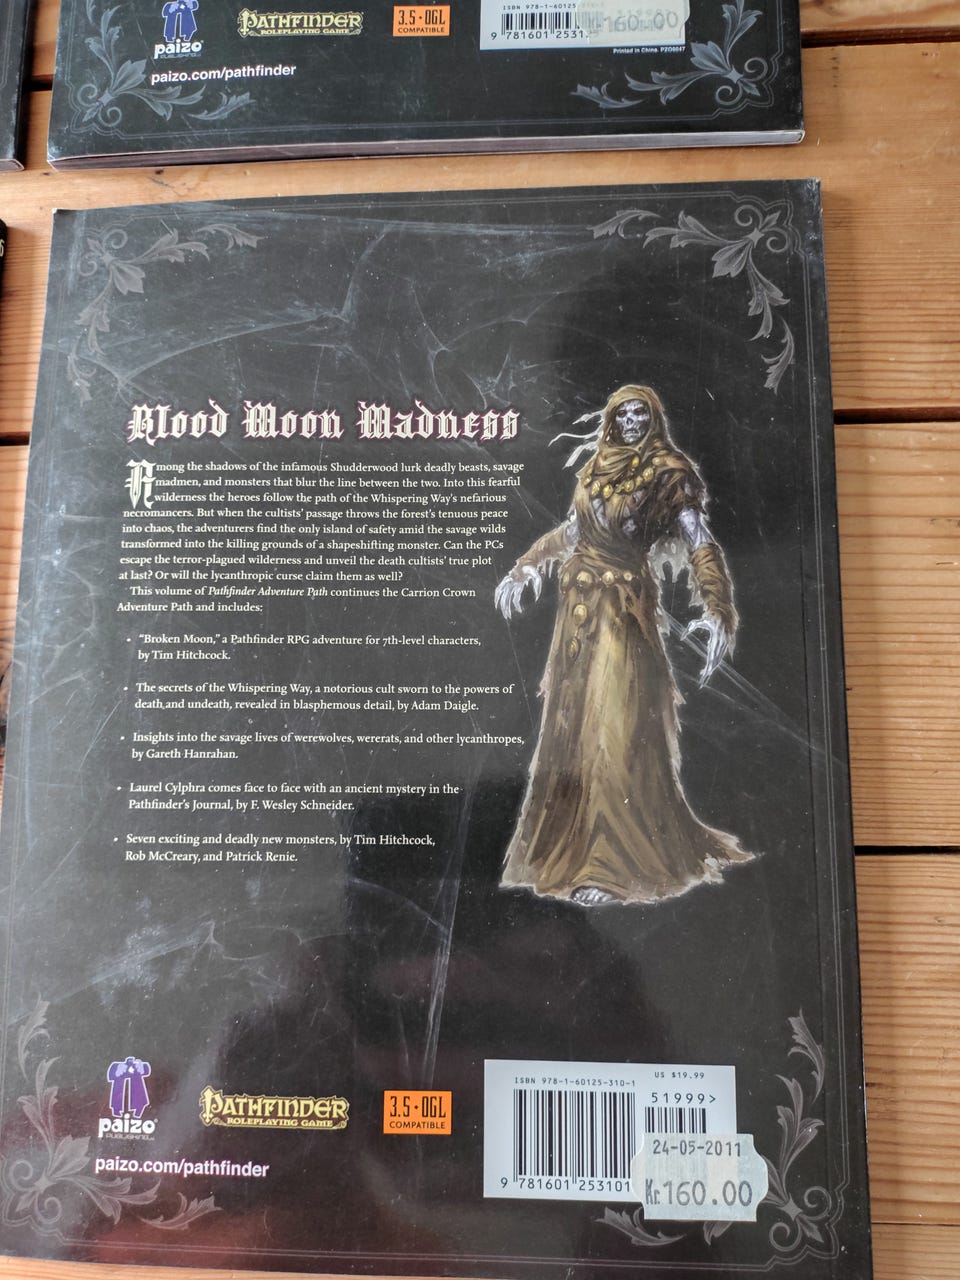 paizo
PUBLISHING
PATHFINDER
ROLEPLAYING GAME
3.5 • OGL
COMPATIBLE
ISBN 978-1-60125
9 781601 2531
160.00
Printed in China. PZO9047
paizo.com/pathfinder
Blood Moon Madness
Among the shadows of the infamous Shudderwood lurk deadly beasts, savage
madmen, and monsters that blur the line between the two. Into this fearful
wilderness the heroes follow the path of the Whispering Way's nefarious
necromancers. But when the cultists' passage throws the forest's tenuous peace
into chaos, the adventurers find the only island of safety amid the savage wilds
transformed into the killing grounds of a shapeshifting monster. Can the PCs
escape the terror-plagued wilderness and unveil the death cultists' true plot
at last? Or will the lycanthropic curse claim them as well?
This volume of Pathfinder Adventure Path continues the Carrion Crown
Adventure Path and includes:
• "Broken Moon," a Pathfinder RPG adventure for 7th-level characters,
by Tim Hitchcock.
• The secrets of the Whispering Way, a notorious cult sworn to the powers of
death and undeath, revealed in blasphemous detail, by Adam Daigle.
• Insights into the savage lives of werewolves, wererats, and other lycanthropes,
by Gareth Hanrahan.
• Laurel Cylphra comes face to face with an ancient mystery in the
Pathfinder's Journal, by F. Wesley Schneider.
• Seven exciting and deadly new monsters, by Tim Hitchcock,
Rob McCreary, and Patrick Renie.
paizo
PUBLISHING
PATHFINDER
ROLEPLAYING GAME
3.5 • OGL
COMPATIBLE
ISBN 978-1-60125-310-1
US $19.99
51999>
9 781601 253101
24-05-2011
Kr. 160.00
paizo.com/pathfinder